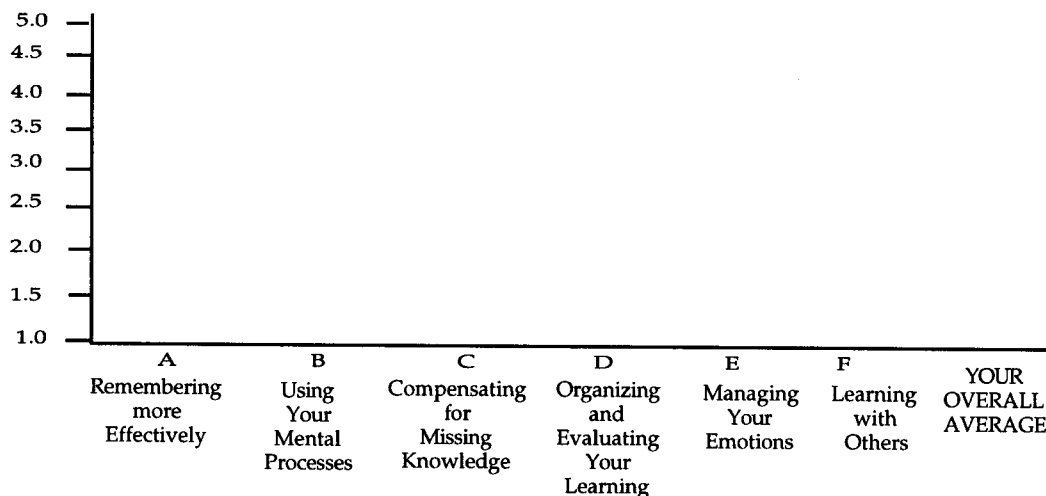 5.0
4.5
4.0
3.5
3.0
2.5
2.0
1.5
1.0
A
Remembering
more
Effectively
B
Using
Your
Mental
Processes
C
Compensating
for
Missing
Knowledge
D
Organizing
and
Evaluating
Your
Learning
E
Managing
Your
Emotions
F
Learning
with
Others
YOUR
OVERALL
AVERAGE